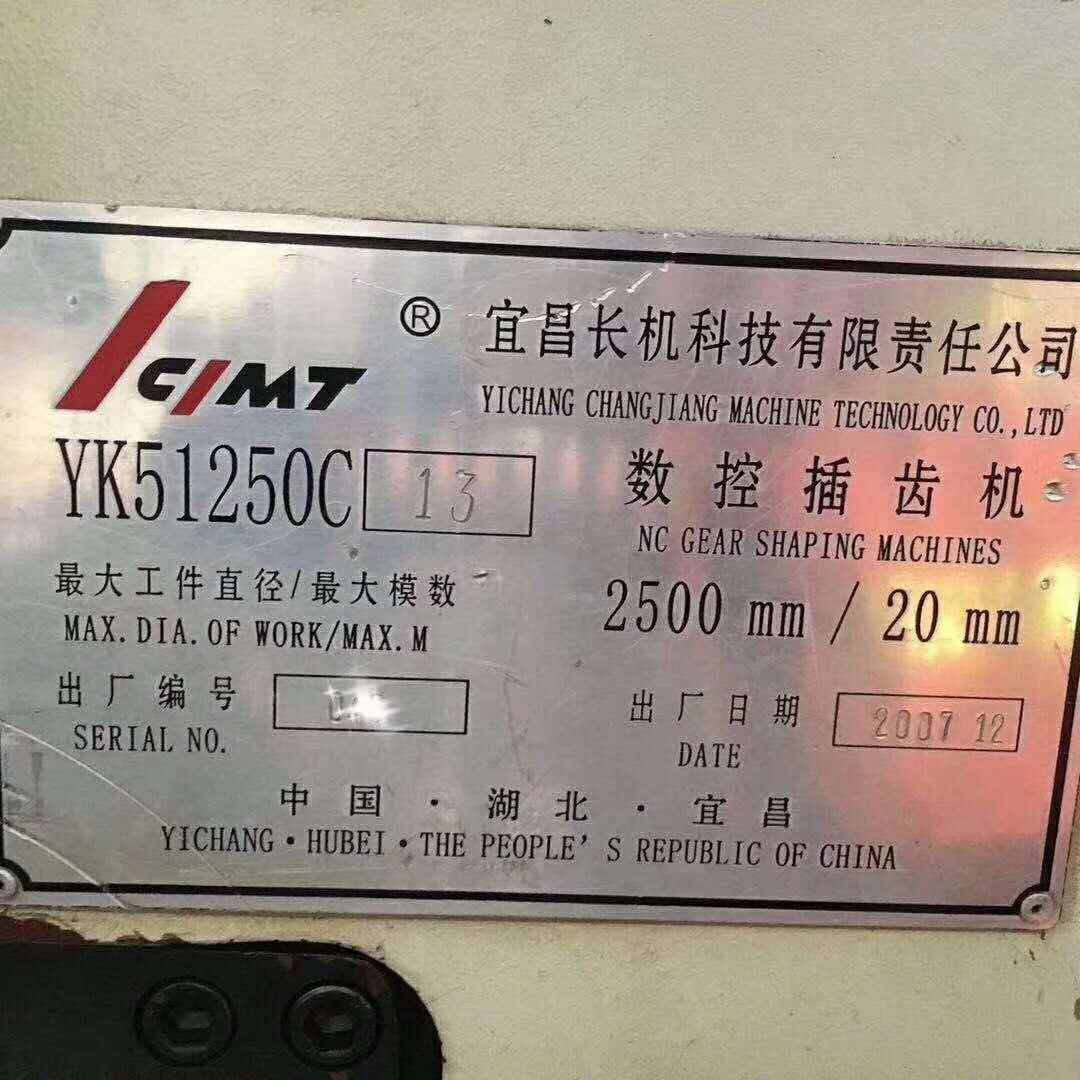 CIMT ® 宜昌长机科技有限责任公司
YICHANG CHANGJIANG MACHINE TECHNOLOGY CO.,LTD
YK51250C 13 数控插齿机
NC GEAR SHAPING MACHINES
最大工件直径/最大模数 2500 mm / 20 mm
MAX.DIA.OF WORK/MAX.M
出厂编号 出厂日期 2007 12
SERIAL NO. DATE
中国·湖北·宜昌
YICHANG·HUBEI·THE PEOPLE'S REPUBLIC OF CHINA